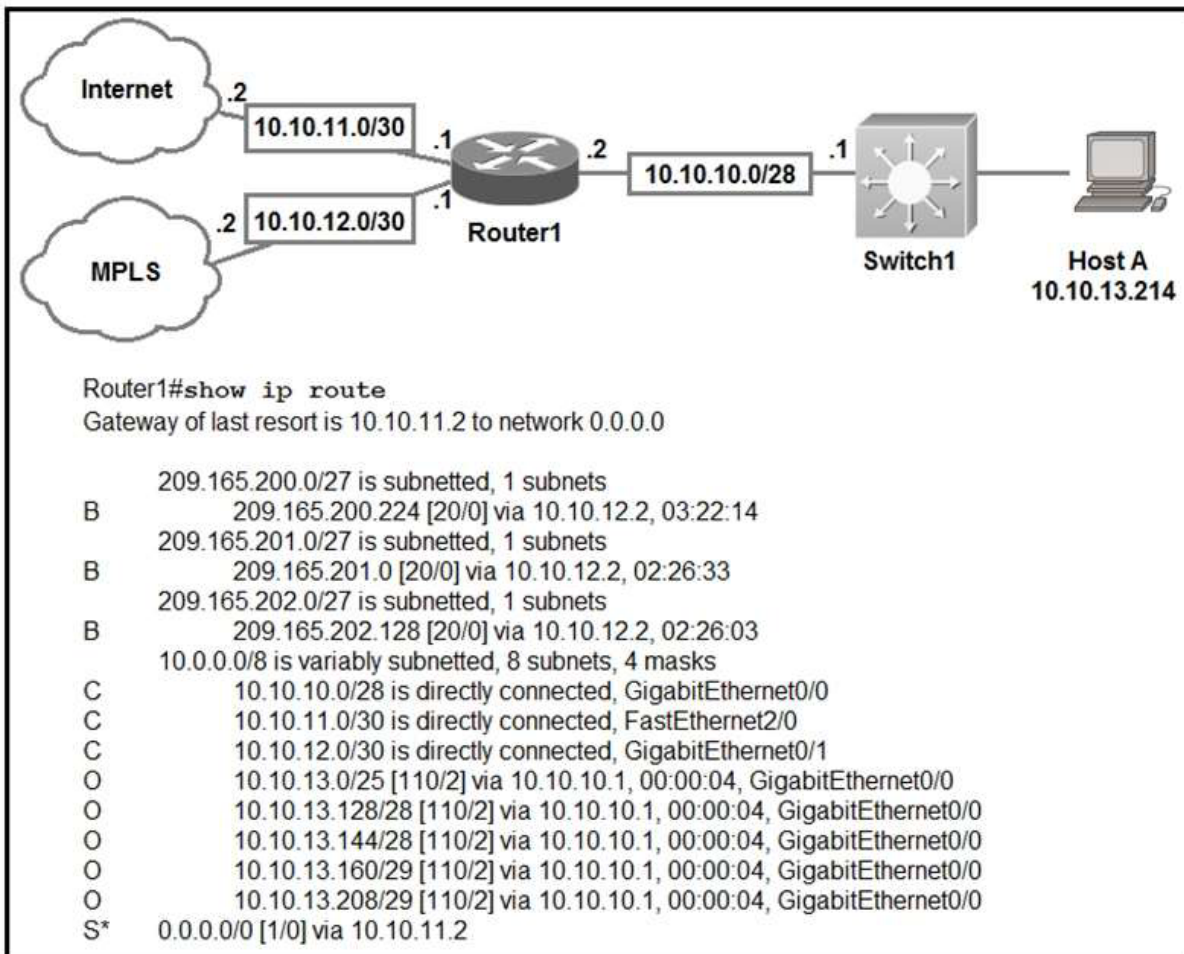 Internet
.2
10.10.11.0/30
.1
.2
10.10.10.0/28
.1
.1
.2
10.10.12.0/30
MPLS
Router1
Switch1
Host A
10.10.13.214
Router1#show ip route
Gateway of last resort is 10.10.11.2 to network 0.0.0.0
209.165.200.0/27 is subnetted, 1 subnets
B 209.165.200.224 [20/0] via 10.10.12.2, 03:22:14
209.165.201.0/27 is subnetted, 1 subnets
B 209.165.201.0 [20/0] via 10.10.12.2, 02:26:33
209.165.202.0/27 is subnetted, 1 subnets
B 209.165.202.128 [20/0] via 10.10.12.2, 02:26:03
10.0.0.0/8 is variably subnetted, 8 subnets, 4 masks
C 10.10.10.0/28 is directly connected, GigabitEthernet0/0
C 10.10.11.0/30 is directly connected, FastEthernet2/0
C 10.10.12.0/30 is directly connected, GigabitEthernet0/1
O 10.10.13.0/25 [110/2] via 10.10.10.1, 00:00:04, GigabitEthernet0/0
O 10.10.13.128/28 [110/2] via 10.10.10.1, 00:00:04, GigabitEthernet0/0
O 10.10.13.144/28 [110/2] via 10.10.10.1, 00:00:04, GigabitEthernet0/0
O 10.10.13.160/29 [110/2] via 10.10.10.1, 00:00:04, GigabitEthernet0/0
O 10.10.13.208/29 [110/2] via 10.10.10.1, 00:00:04, GigabitEthernet0/0
S* 0.0.0.0/0 [1/0] via 10.10.11.2